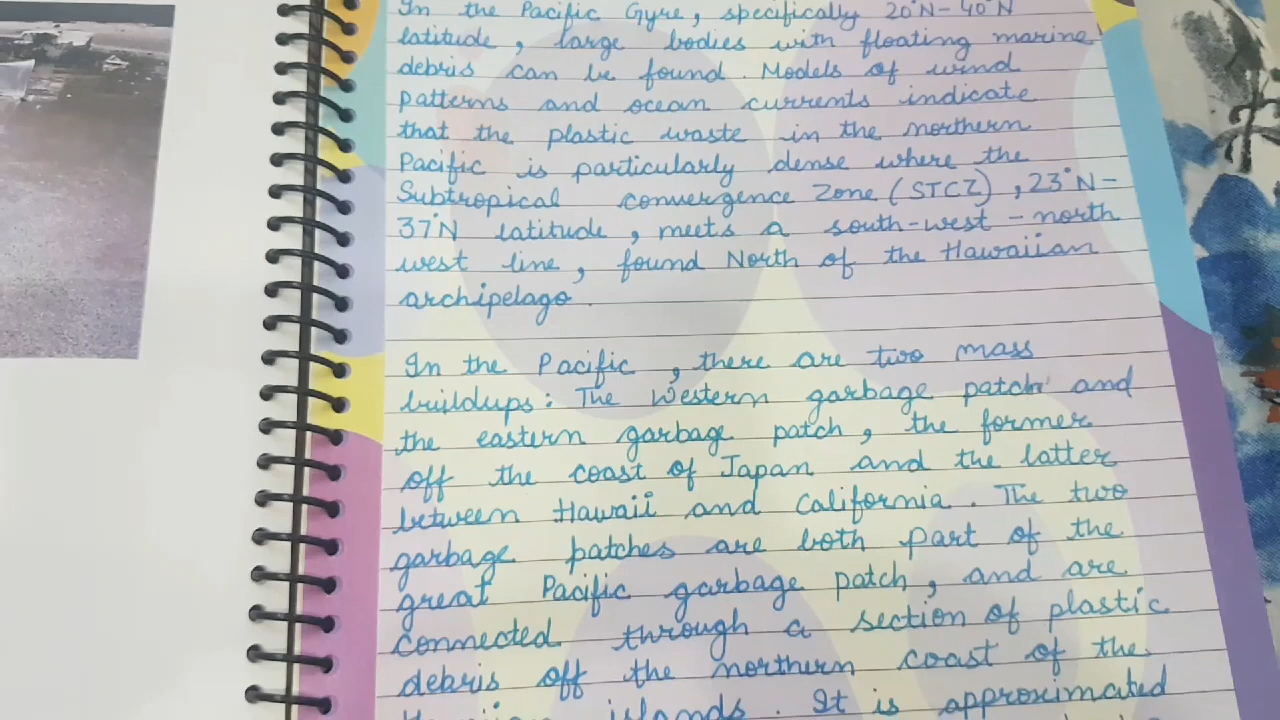 In the Pacific Gyre, specifically 20°N-40°N
latitude, large bodies with floating marine
debris can be found. Models of wind
patterns and ocean currents indicate
that the plastic waste in the northern
Pacific is particularly dense where the
Subtropical convergence Zone (STCZ), 23°N-
37°N latitude, meets a south-west - north
west line, found North of the Hawaiian
archipelago.
In the Pacific, there are two mass
buildups: The Western garbage patch and
the eastern garbage patch, the former
off the coast of Japan and the latter
between Hawaii and California. The two
garbage patches are both part of the
great Pacific garbage patch, and are
connected through a section of plastic
debris off the northern coast of the
islands. It is approximated